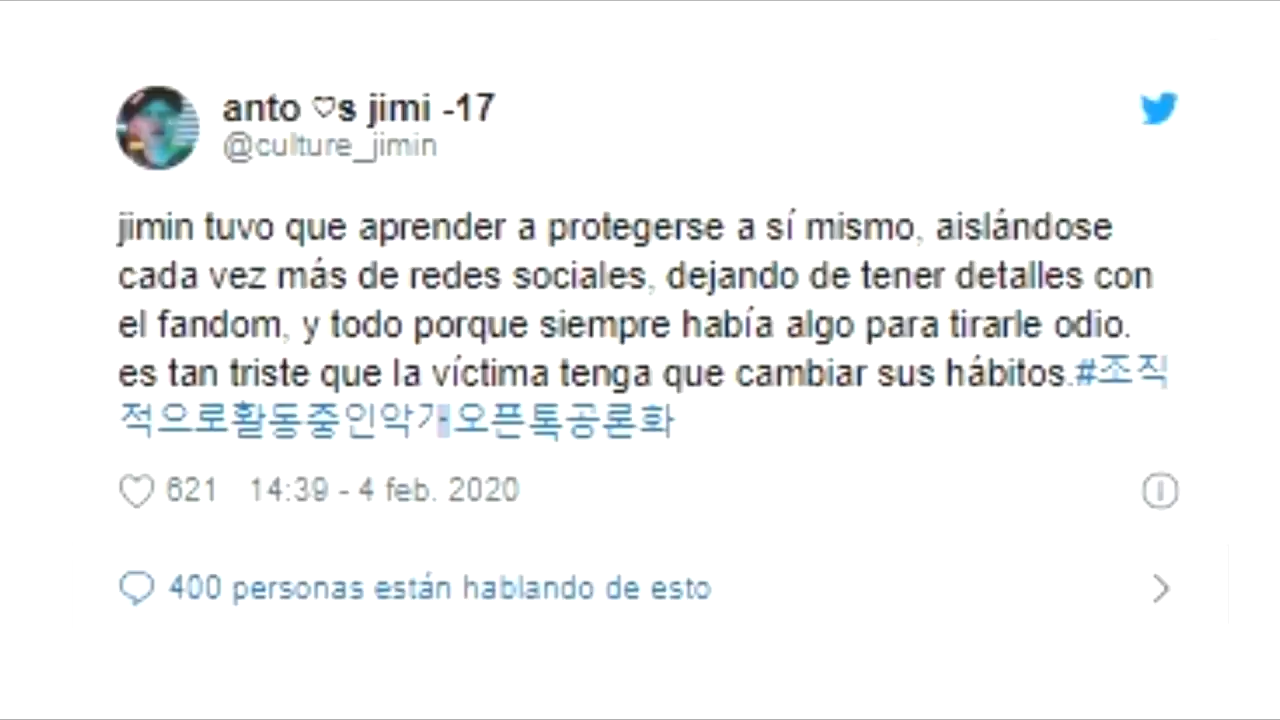 anto ♡s jimi -17
@culture_jimin
jimin tuvo que aprender a protegerse a sí mismo, aislándose
cada vez más de redes sociales, dejando de tener detalles con
el fandom, y todo porque siempre había algo para tirarle odio.
es tan triste que la víctima tenga que cambiar sus hábitos.#조직
적으로활동중인악개오픈톡공론화
621 14:39 - 4 feb. 2020
400 personas están hablando de esto